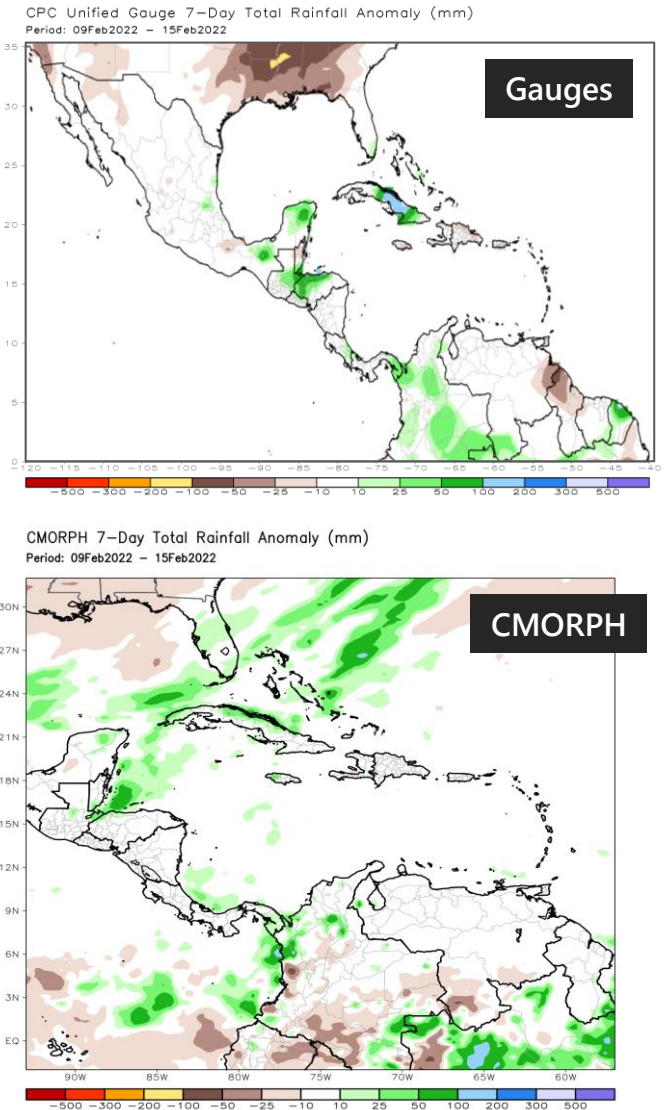 CPC Unified Gauge 7-Day Total Rainfall Anomaly (mm)
Period: 09Feb2022 - 15Feb2022
Gauges
35
30
25
20
15
10
5
0
-120 -115 -110 -105 -100 -95 -90 -85 -80 -75 -70 -65 -60 -55 -50 -45 -40
-500 -300 -200 -100 -50 -25 -10 10 25 50 100 200 300 500
CMORPH 7-Day Total Rainfall Anomaly (mm)
Period: 09Feb2022 - 15Feb2022
CMORPH
30N
27N
24N
21N
18N
15N
12N
9N
6N
3N
EQ
90W 85W 80W 75W 70W 65W 60W
-500 -300 -200 -100 -50 -25 -10 10 25 50 100 200 300 500